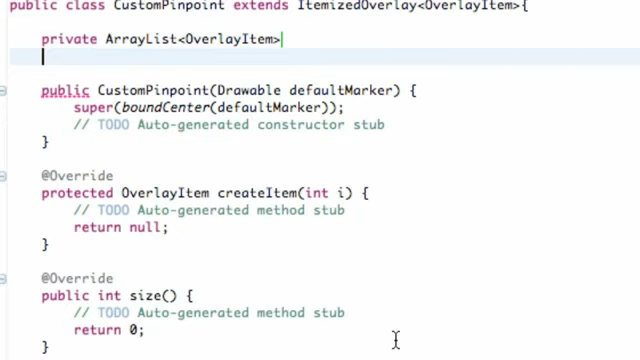 public class CustomPinpoint extends ItemizedOverlay<OverlayItem>{
private ArrayList<OverlayItem>
public CustomPinpoint(Drawable defaultMarker) {
super(boundCenter(defaultMarker));
// TODO Auto-generated constructor stub
}
@Override
protected OverlayItem createItem(int i) {
// TODO Auto-generated method stub
return null;
}
@Override
public int size() {
// TODO Auto-generated method stub
return 0;
}